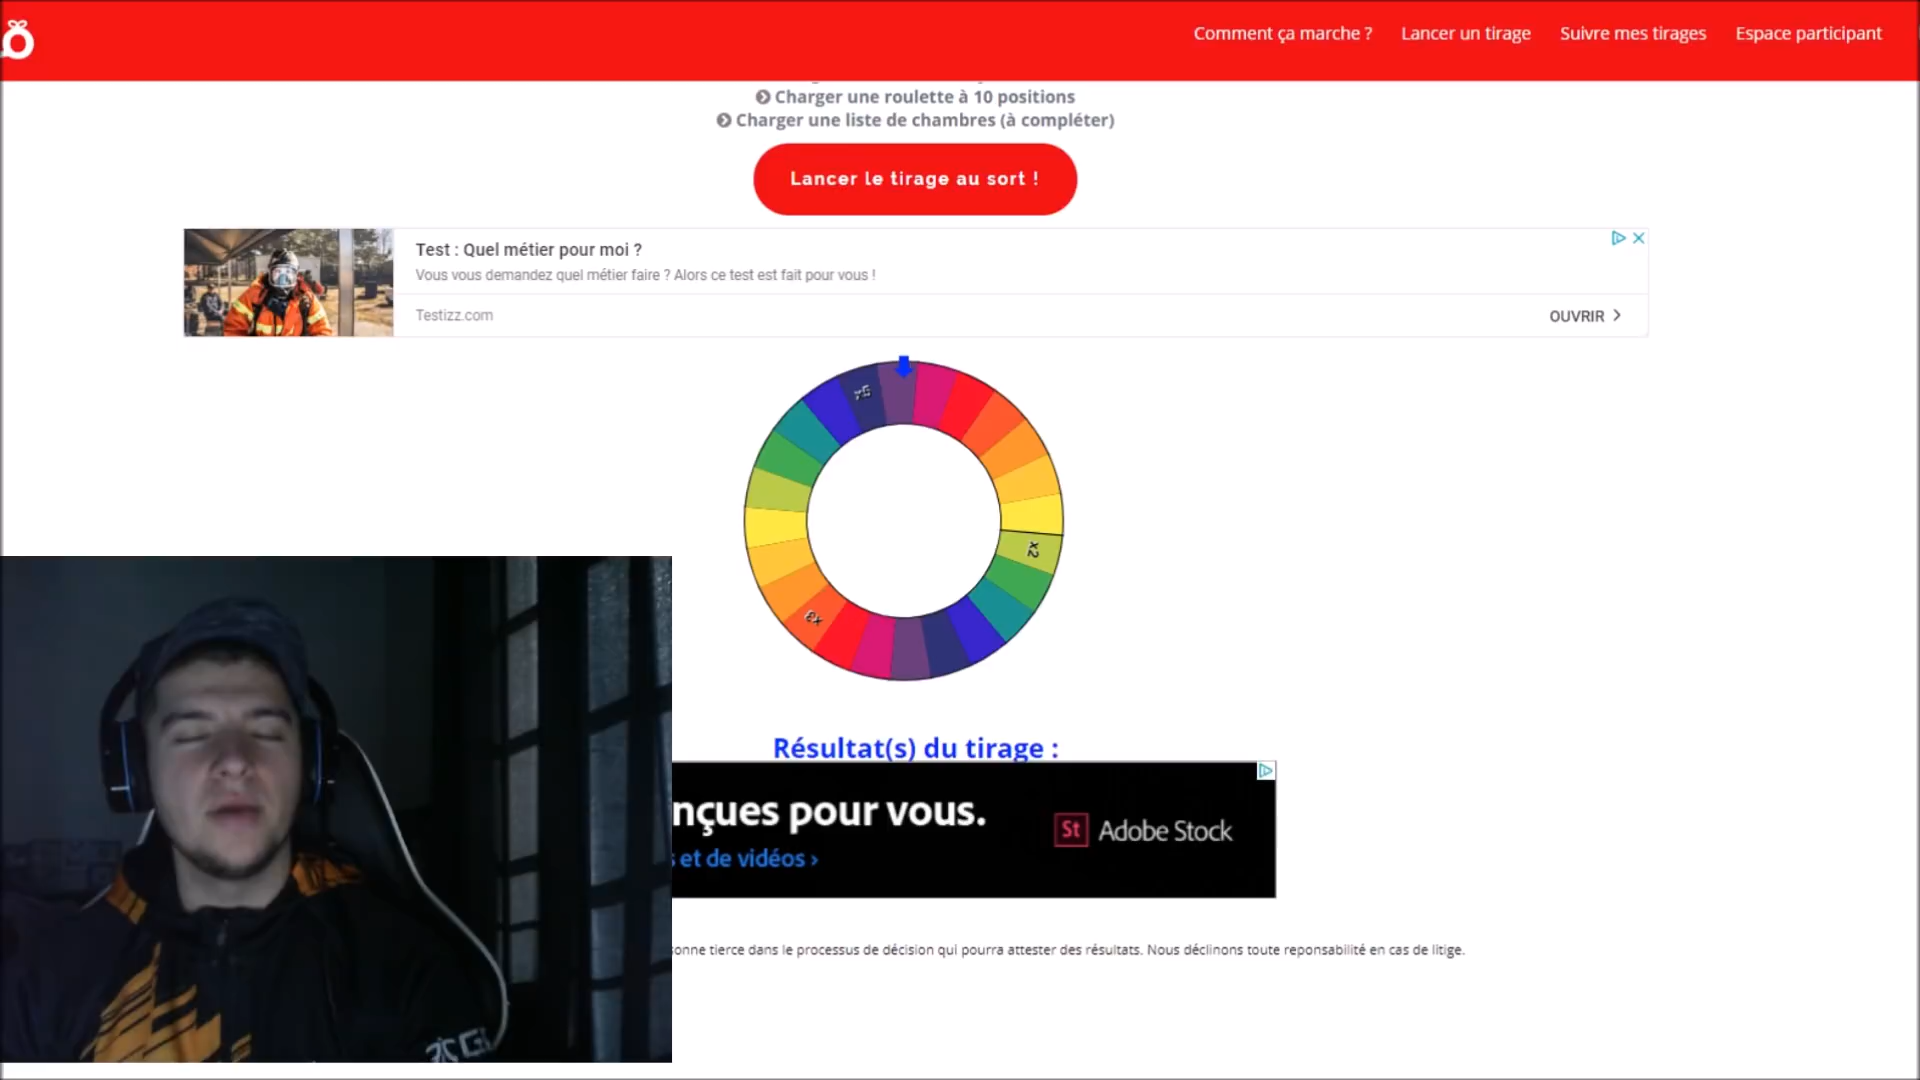 Comment ça marche ?
Lancer un tirage
Suivre mes tirages
Espace participant
Charger une roulette à 10 positions
Charger une liste de chambres (à compléter)
Lancer le tirage au sort !
Test : Quel métier pour moi ?
Vous vous demandez quel métier faire ? Alors ce test est fait pour vous !
Testizz.com
OUVRIR
x5
x2
x3
Résultat(s) du tirage :
nçues pour vous.
St Adobe Stock
s et de vidéos ›
onne tierce dans le processus de décision qui pourra attester des résultats. Nous déclinons toute reponsabilité en cas de litige.